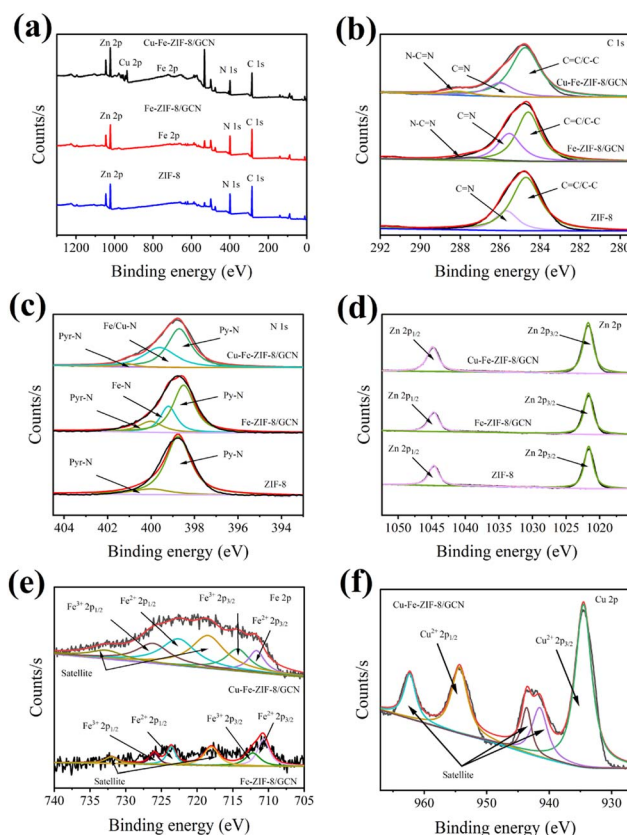 (a)
Zn 2p
Cu-Fe-ZIF-8/GCN
Cu 2p
Fe 2p
N 1s
C 1s
Fe-ZIF-8/GCN
Zn 2p
Fe 2p
N 1s
C 1s
Zn 2p
ZIF-8
N 1s
C 1s
Counts/s
1200 1000 800 600 400 200 0
Binding energy (eV)
(b)
C 1s
N-C=N
C=N
C=C/C-C
Cu-Fe-ZIF-8/GCN
N-C=N
C=N
C=C/C-C
Fe-ZIF-8/GCN
C=N
C=C/C-C
ZIF-8
Counts/s
292 290 288 286 284 282 280
Binding energy (eV)
(c)
N 1s
Fe/Cu-N
Py-N
Pyr-N
Cu-Fe-ZIF-8/GCN
Fe-N
Pyr-N
Py-N
Fe-ZIF-8/GCN
Pyr-N
Py-N
ZIF-8
Counts/s
404 402 400 398 396 394
Binding energy (eV)
(d)
Zn 2p
Zn 2p3/2
Zn 2p1/2
Cu-Fe-ZIF-8/GCN
Zn 2p1/2
Zn 2p3/2
Fe-ZIF-8/GCN
Zn 2p1/2
Zn 2p3/2
ZIF-8
Counts/s
1050 1045 1040 1035 1030 1025 1020
Binding energy (eV)
(e)
Fe 2p
Fe3+ 2p1/2
Fe2+ 2p1/2
Fe3+ 2p3/2
Fe2+ 2p3/2
Satellite
Cu-Fe-ZIF-8/GCN
Fe3+ 2p1/2
Fe2+ 2p1/2
Fe3+ 2p3/2
Fe2+ 2p3/2
Satellite
Fe-ZIF-8/GCN
Counts/s
740 735 730 725 720 715 710 705
Binding energy (eV)
(f)
Cu-Fe-ZIF-8/GCN
Cu 2p
Cu2+ 2p1/2
Cu2+ 2p3/2
Satellite
Counts/s
960 950 940 930
Binding energy (eV)